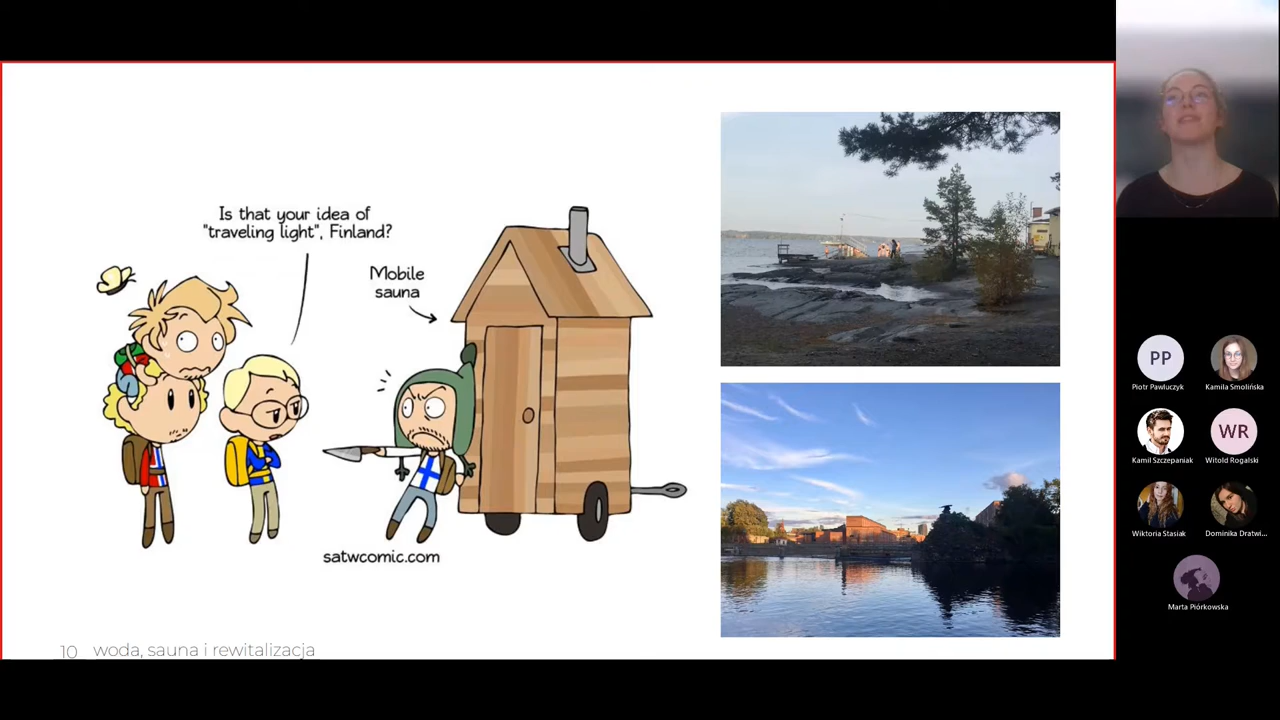 Is that your idea of
"traveling light", Finland?
Mobile
sauna
satwcomic.com
10 woda, sauna i rewitalizacja
PP
Piotr Pawluczyk
Kamila Smolińska
Kamil Szczepaniak
WR
Witold Rogalski
Wiktoria Stasiak
Dominika Dratwi...
Marta Piórkowska